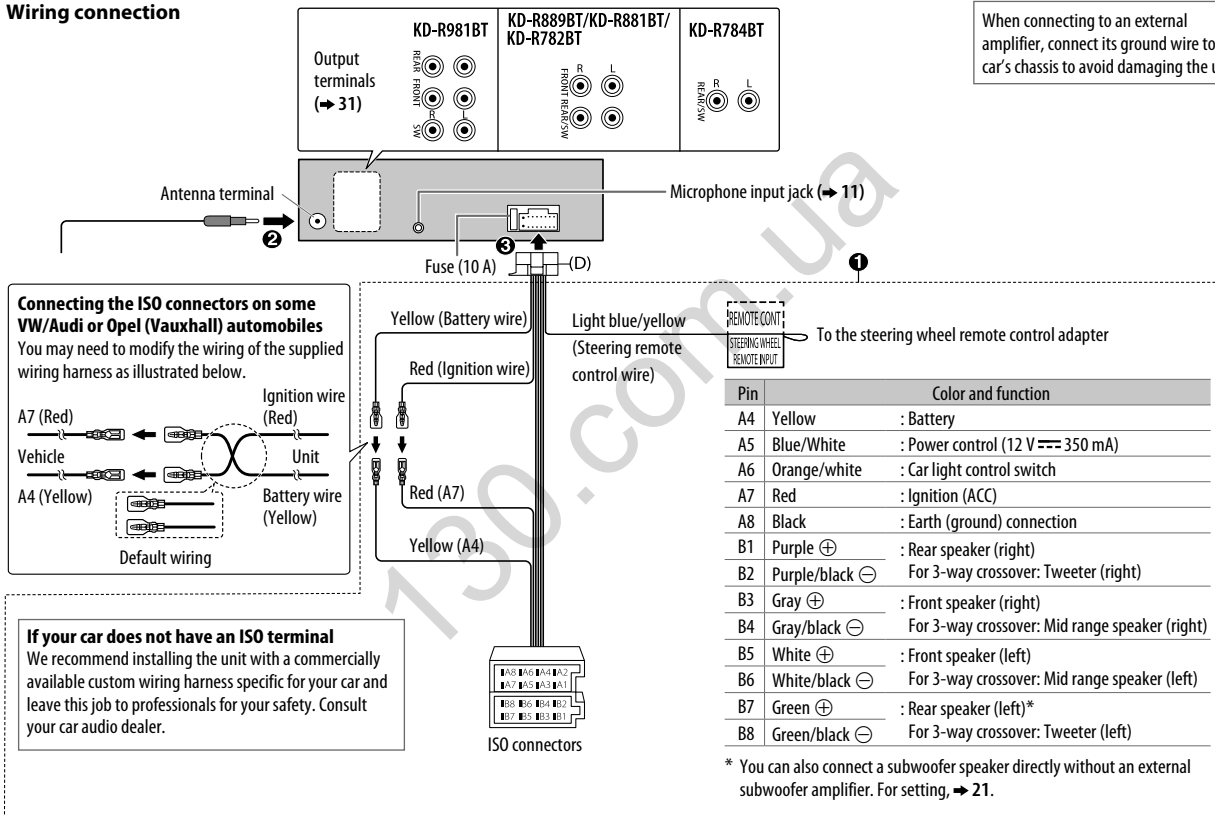 Wiring connection
KD-R981BT
KD-R889BT/KD-R881BT/
KD-R782BT
KD-R784BT
Output
terminals
(➜ 31)
REAR
FRONT
SW
R
L
FRONT
REAR/SW
R
L
REAR/SW
R
L
When connecting to an external
amplifier, connect its ground wire to
car's chassis to avoid damaging the
Antenna terminal
Microphone input jack (➜ 11)
❷
❸
Fuse (10 A)
(D)
❶
Connecting the ISO connectors on some
VW/Audi or Opel (Vauxhall) automobiles
You may need to modify the wiring of the supplied
wiring harness as illustrated below.
Ignition wire
(Red)
A7 (Red)
Vehicle
Unit
A4 (Yellow)
Battery wire
(Yellow)
Default wiring
Yellow (Battery wire)
Red (Ignition wire)
Light blue/yellow
(Steering remote
control wire)
REMOTE CONT
STEERING WHEEL
REMOTE INPUT
To the steering wheel remote control adapter
Red (A7)
Yellow (A4)
Pin Color and function
A4 Yellow : Battery
A5 Blue/White : Power control (12 V ⎓ 350 mA)
A6 Orange/white : Car light control switch
A7 Red : Ignition (ACC)
A8 Black : Earth (ground) connection
B1 Purple ⊕ : Rear speaker (right)
B2 Purple/black ⊖ For 3-way crossover: Tweeter (right)
B3 Gray ⊕ : Front speaker (right)
B4 Gray/black ⊖ For 3-way crossover: Mid range speaker (right)
B5 White ⊕ : Front speaker (left)
B6 White/black ⊖ For 3-way crossover: Mid range speaker (left)
B7 Green ⊕ : Rear speaker (left)*
B8 Green/black ⊖ For 3-way crossover: Tweeter (left)
* You can also connect a subwoofer speaker directly without an external
subwoofer amplifier. For setting, ➜ 21.
If your car does not have an ISO terminal
We recommend installing the unit with a commercially
available custom wiring harness specific for your car and
leave this job to professionals for your safety. Consult
your car audio dealer.
A8 A6 A4 A2
A7 A5 A3 A1
B8 B6 B4 B2
B7 B5 B3 B1
ISO connectors
130.com.ua